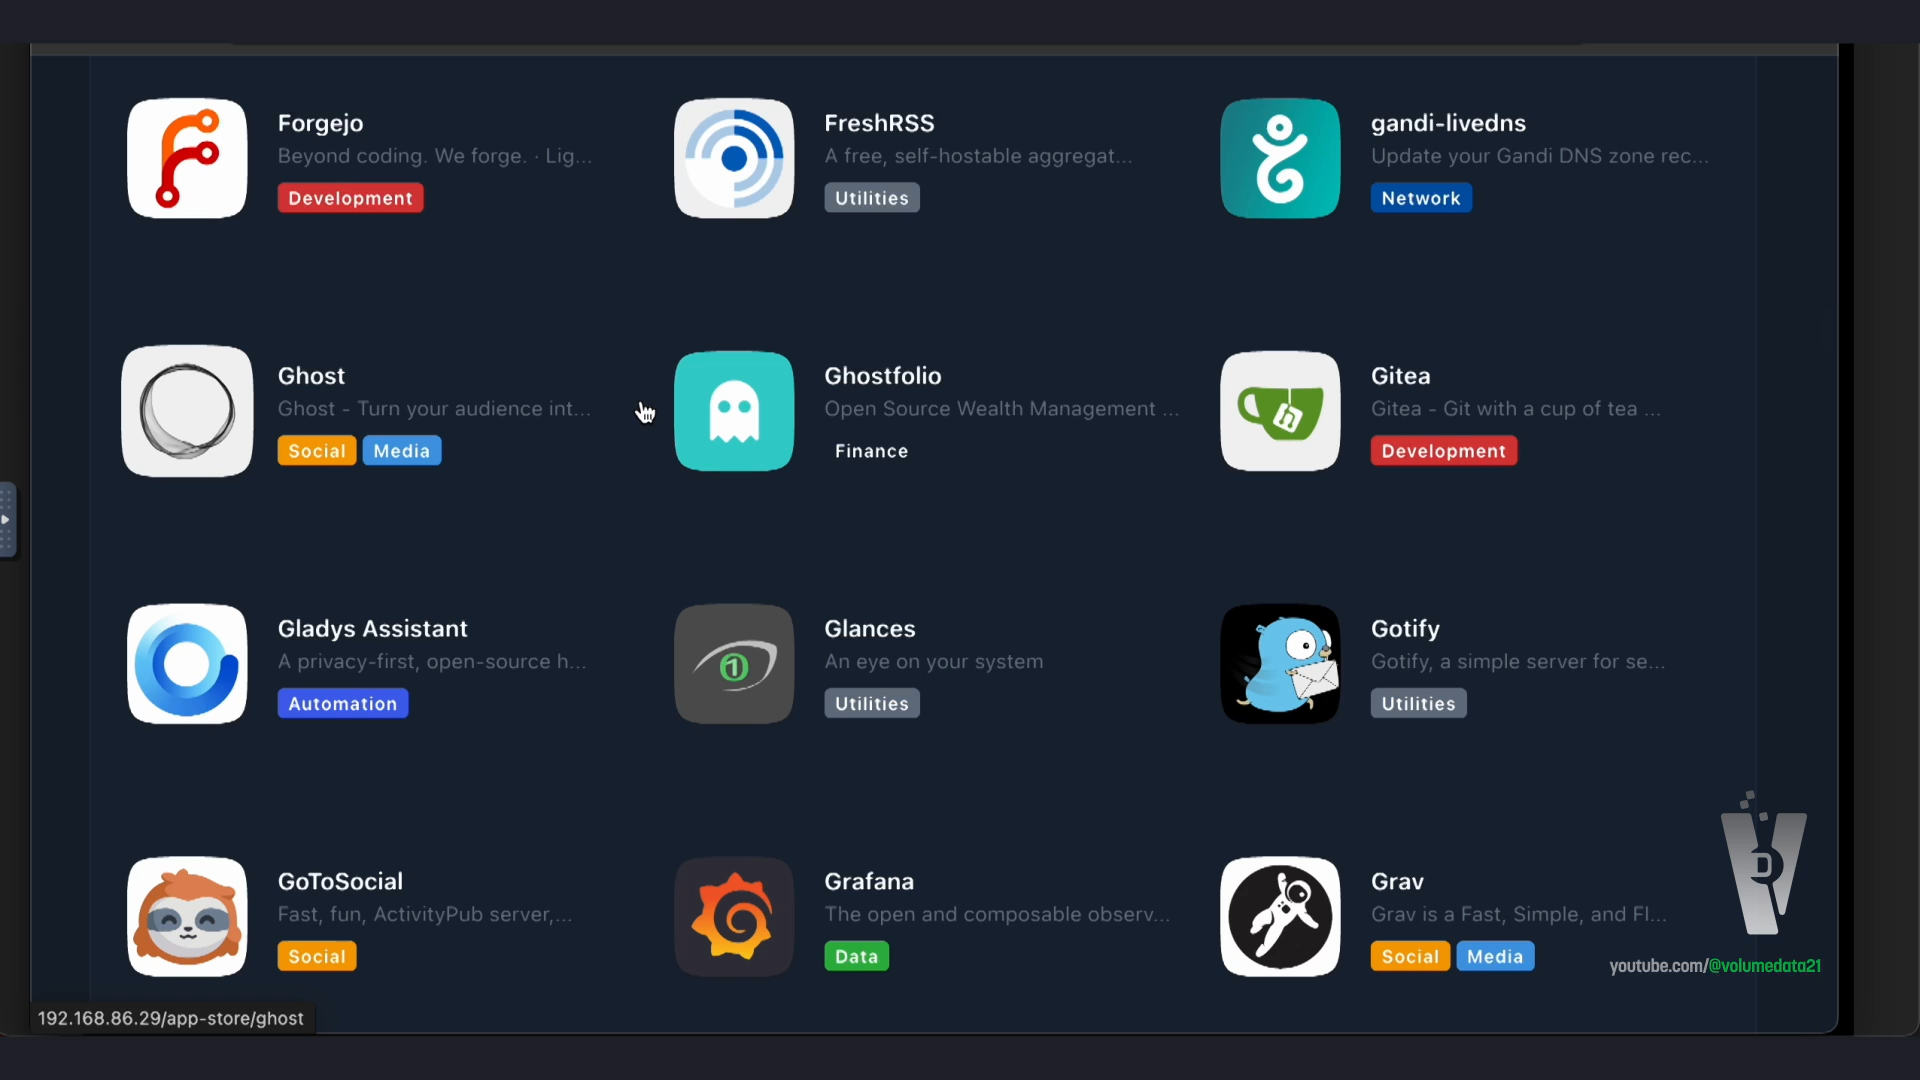 Forgejo
Beyond coding. We forge. · Lig...
Development
FreshRSS
A free, self-hostable aggregat...
Utilities
gandi-livedns
Update your Gandi DNS zone rec...
Network
Ghost
Ghost - Turn your audience int...
Social Media
Ghostfolio
Open Source Wealth Management ...
Finance
Gitea
Gitea - Git with a cup of tea ...
Development
Gladys Assistant
A privacy-first, open-source h...
Automation
Glances
An eye on your system
Utilities
Gotify
Gotify, a simple server for se...
Utilities
GoToSocial
Fast, fun, ActivityPub server,...
Social
Grafana
The open and composable observ...
Data
Grav
Grav is a Fast, Simple, and Fl...
Social Media
VD
youtube.com/@volumedata21
192.168.86.29/app-store/ghost